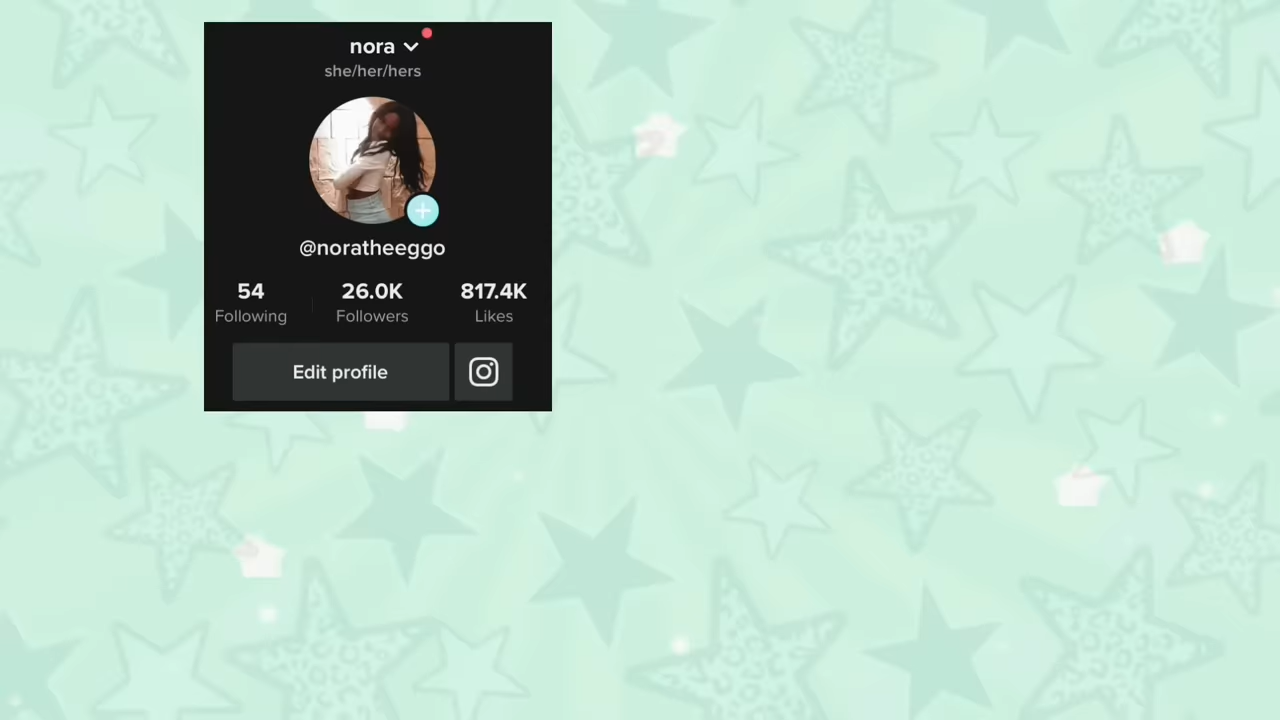 nora
she/her/hers
@noratheeggo
54 26.0K 817.4K
Following Followers Likes
Edit profile